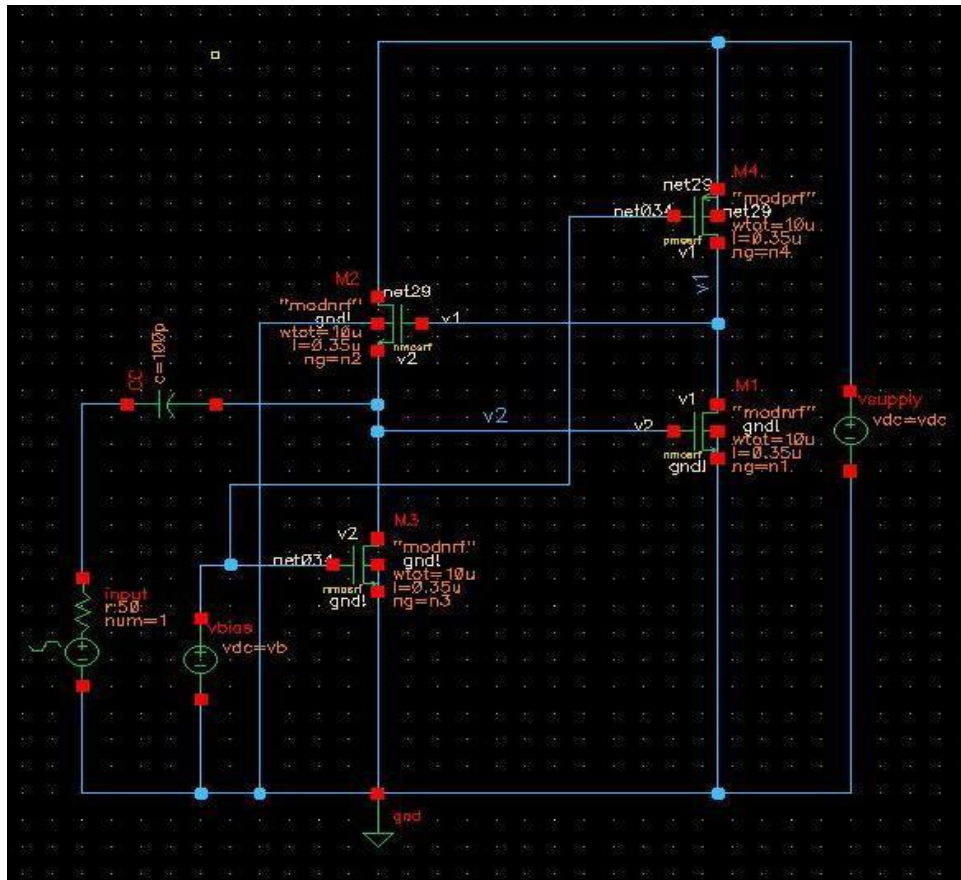 M4
net29
"modprf"
net034
net29
wtot=10u
pmosrf
l=0.35u
v1
ng=n4
v1
M2
net29
"modnrf"
gnd!
v1
wtot=10u
nmosrf
l=0.35u
v2
ng=n2
CC
c=100p
M1
v1
"modnrf"
v2
v2
gnd!
wtot=10u
nmosrf
l=0.35u
gnd!
ng=n1
vsupply
vdc=vdc
M3
v2
"modnrf"
net034
gnd!
wtot=10u
nmosrf
l=0.35u
gnd!
ng=n3
input
r:50
num=1
vbias
vdc=vb
gnd